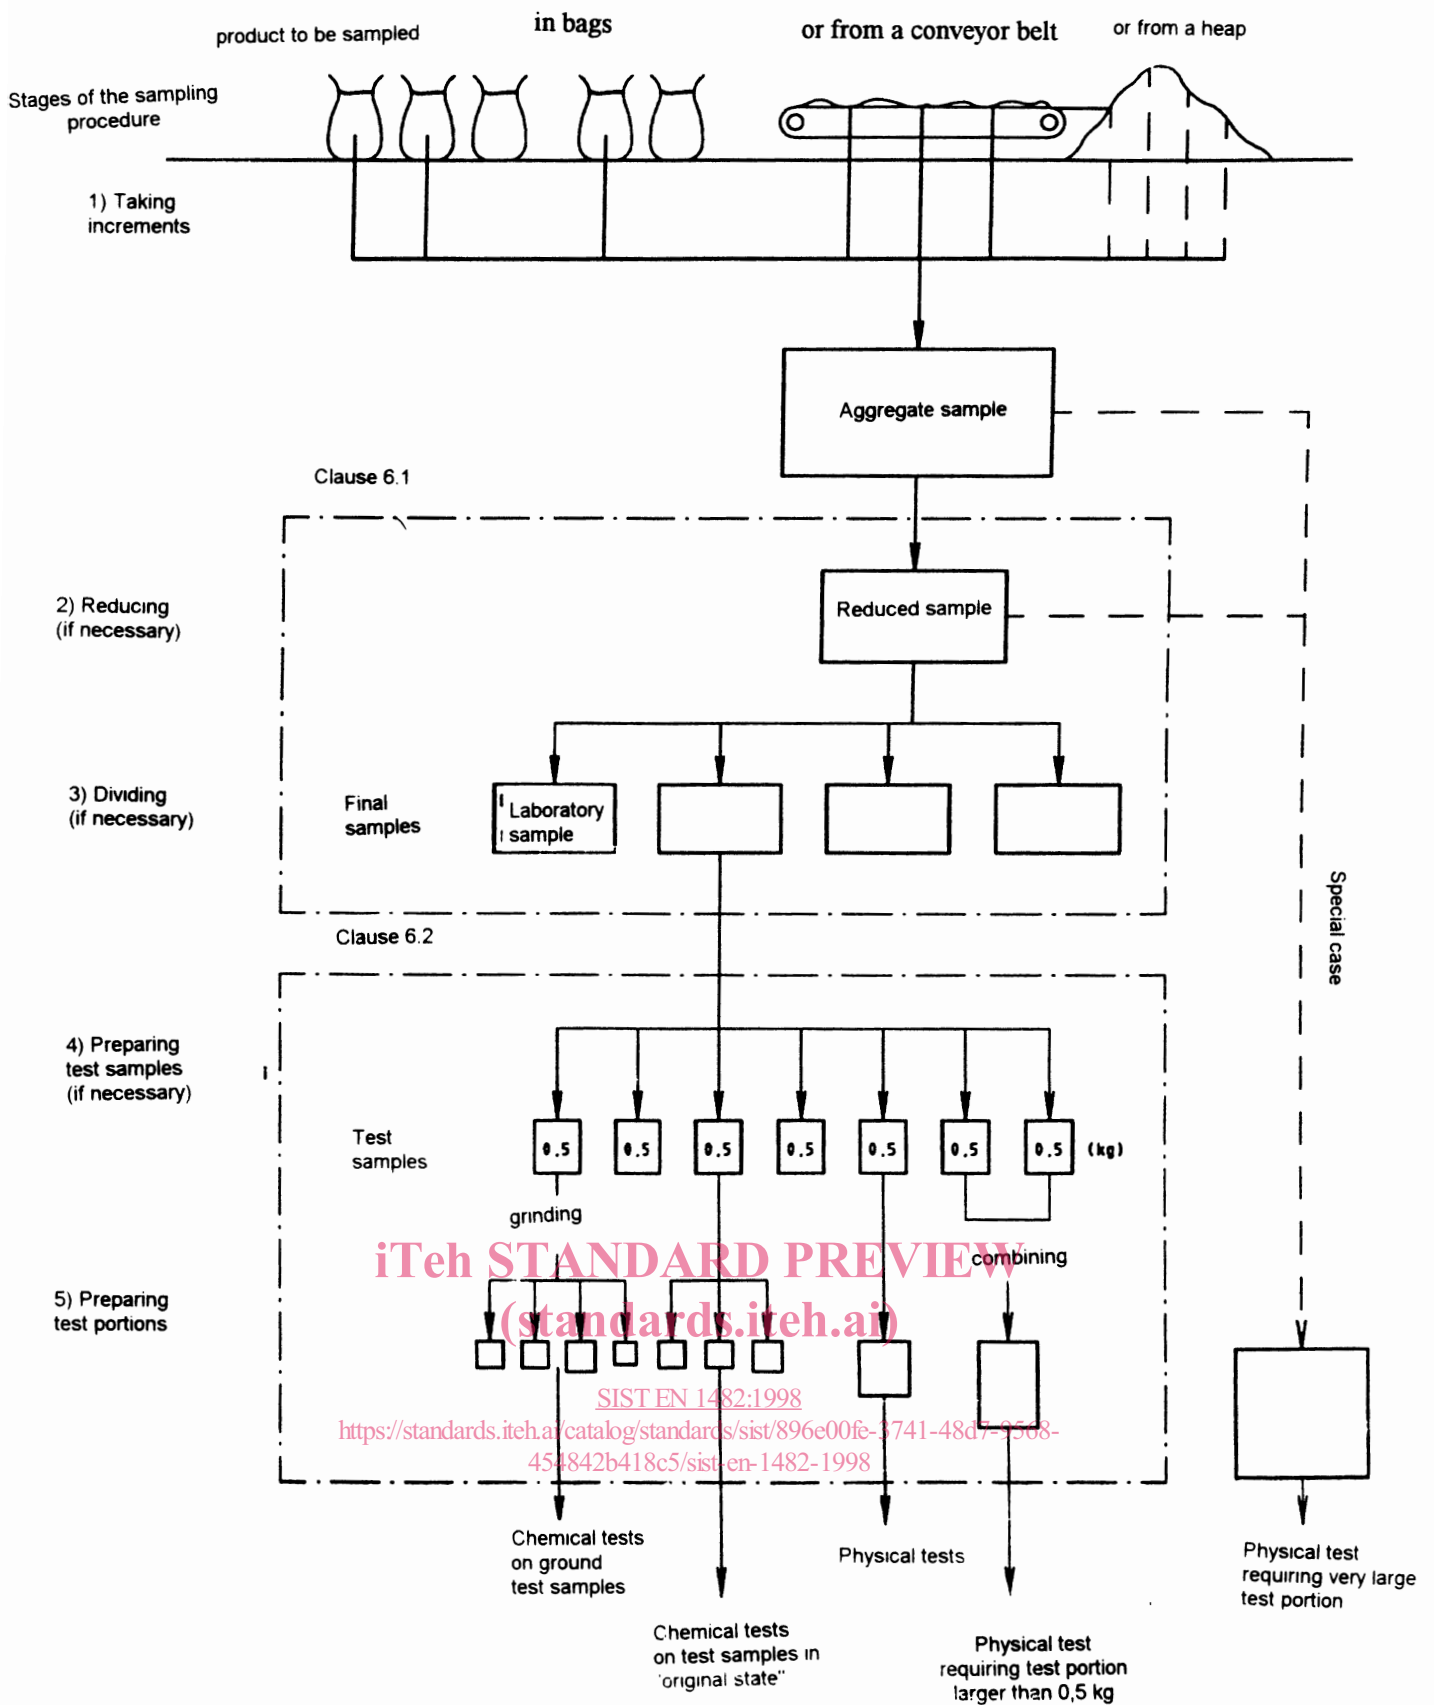 product to be sampled
in bags
or from a conveyor belt
or from a heap
Stages of the sampling
procedure
1) Taking
increments
Aggregate sample
Clause 6.1
2) Reducing
(if necessary)
Reduced sample
3) Dividing
(if necessary)
Final
samples
Laboratory
sample
Special case
Clause 6.2
4) Preparing
test samples
(if necessary)
Test
samples
0.5 0.5 0.5 0.5 0.5 0.5 0.5 (kg)
grinding
combining
iTeh STANDARD PREVIEW
(standards.iteh.ai)
5) Preparing
test portions
SIST EN 1482:1998
https://standards.iteh.ai/catalog/standards/sist/896e00fe-3741-48d7-9568-
454842b418c5/sist-en-1482-1998
Chemical tests
on ground
test samples
Physical tests
Physical test
requiring very large
test portion
Chemical tests
on test samples in
"original state"
Physical test
requiring test portion
larger than 0,5 kg